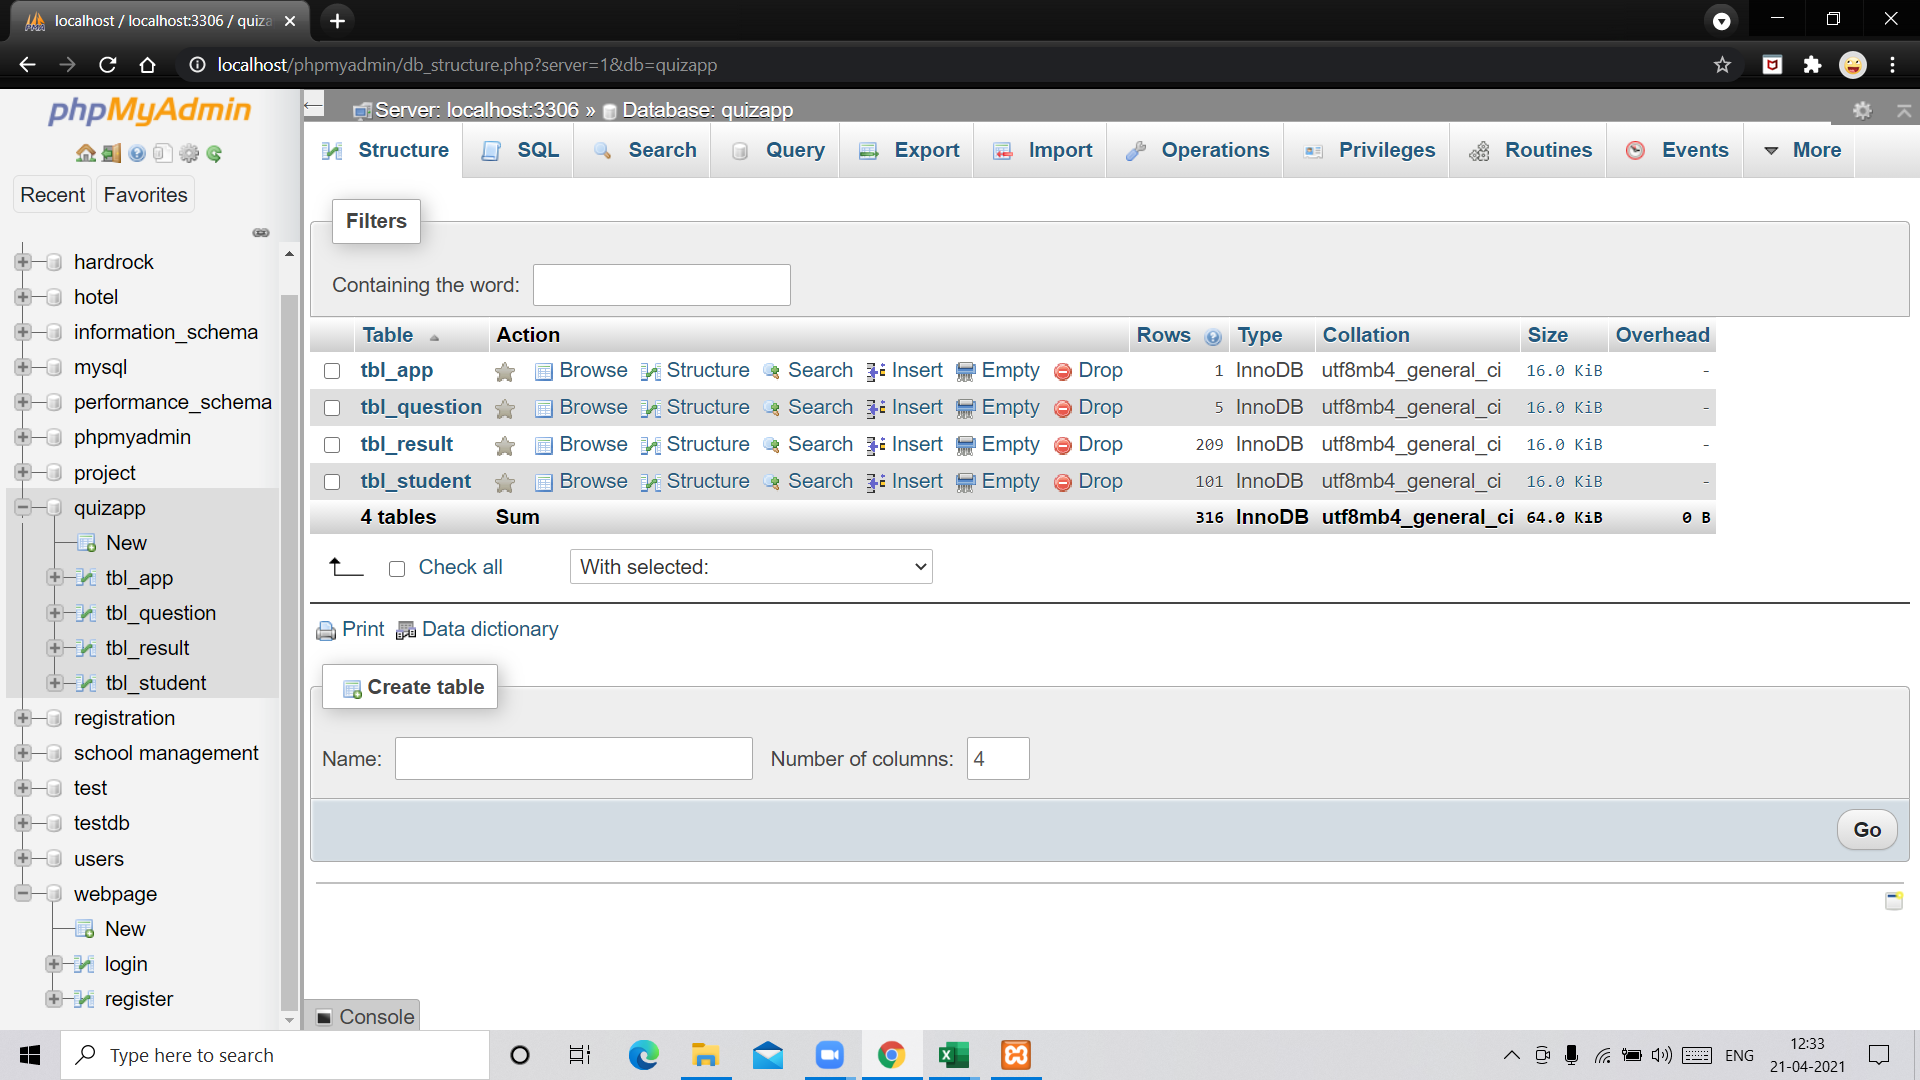 localhost / localhost:3306 / quiza
localhost/phpmyadmin/db_structure.php?server=1&db=quizapp
phpMyAdmin
Recent Favorites
hardrock
hotel
information_schema
mysql
performance_schema
phpmyadmin
project
quizapp
New
tbl_app
tbl_question
tbl_result
tbl_student
registration
school management
test
testdb
users
webpage
New
login
register
Server: localhost:3306 » Database: quizapp
Structure SQL Search Query Export Import Operations Privileges Routines Events More
Filters
Containing the word:
Table Action Rows Type Collation Size Overhead
tbl_app Browse Structure Search Insert Empty Drop 1 InnoDB utf8mb4_general_ci 16.0 KiB -
tbl_question Browse Structure Search Insert Empty Drop 5 InnoDB utf8mb4_general_ci 16.0 KiB -
tbl_result Browse Structure Search Insert Empty Drop 209 InnoDB utf8mb4_general_ci 16.0 KiB -
tbl_student Browse Structure Search Insert Empty Drop 101 InnoDB utf8mb4_general_ci 16.0 KiB -
4 tables Sum 316 InnoDB utf8mb4_general_ci 64.0 KiB 0 B
Check all With selected:
Print Data dictionary
Create table
Name: Number of columns: 4
Go
Console
Type here to search
ENG
12:33
21-04-2021